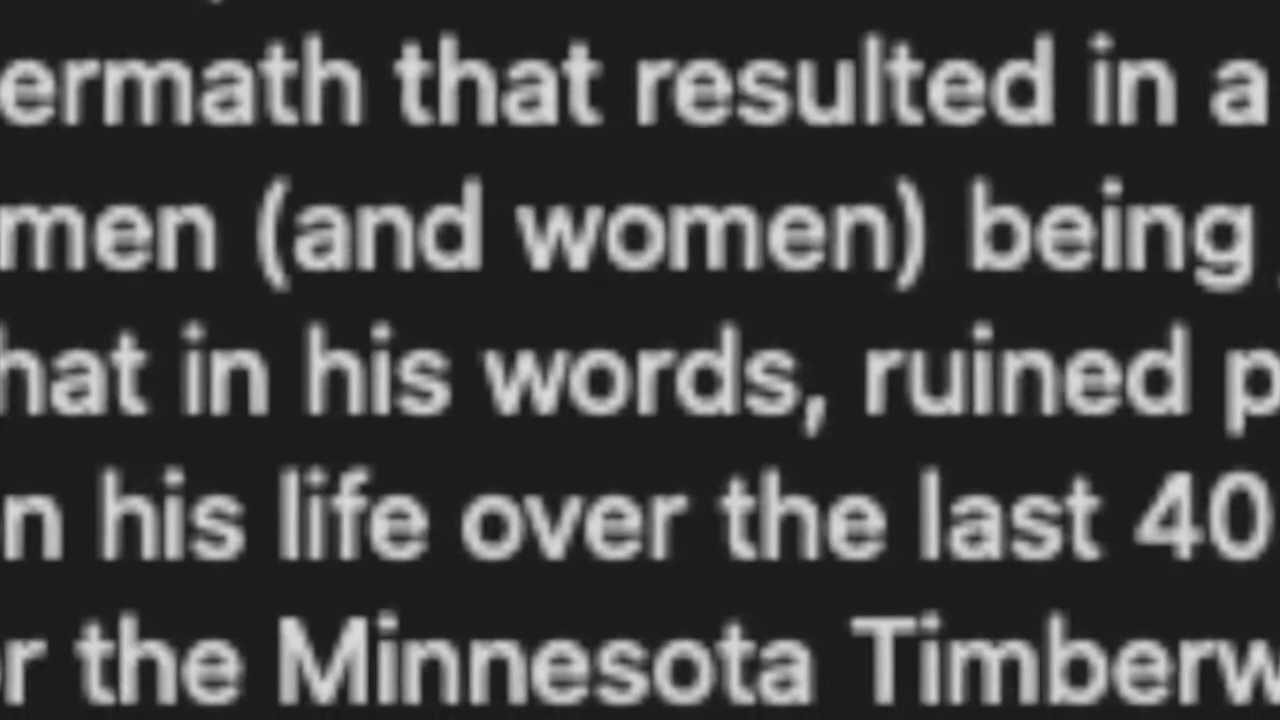 ermath that resulted in a
men (and women) being
hat in his words, ruined p
n his life over the last 40
r the Minnesota Timberw